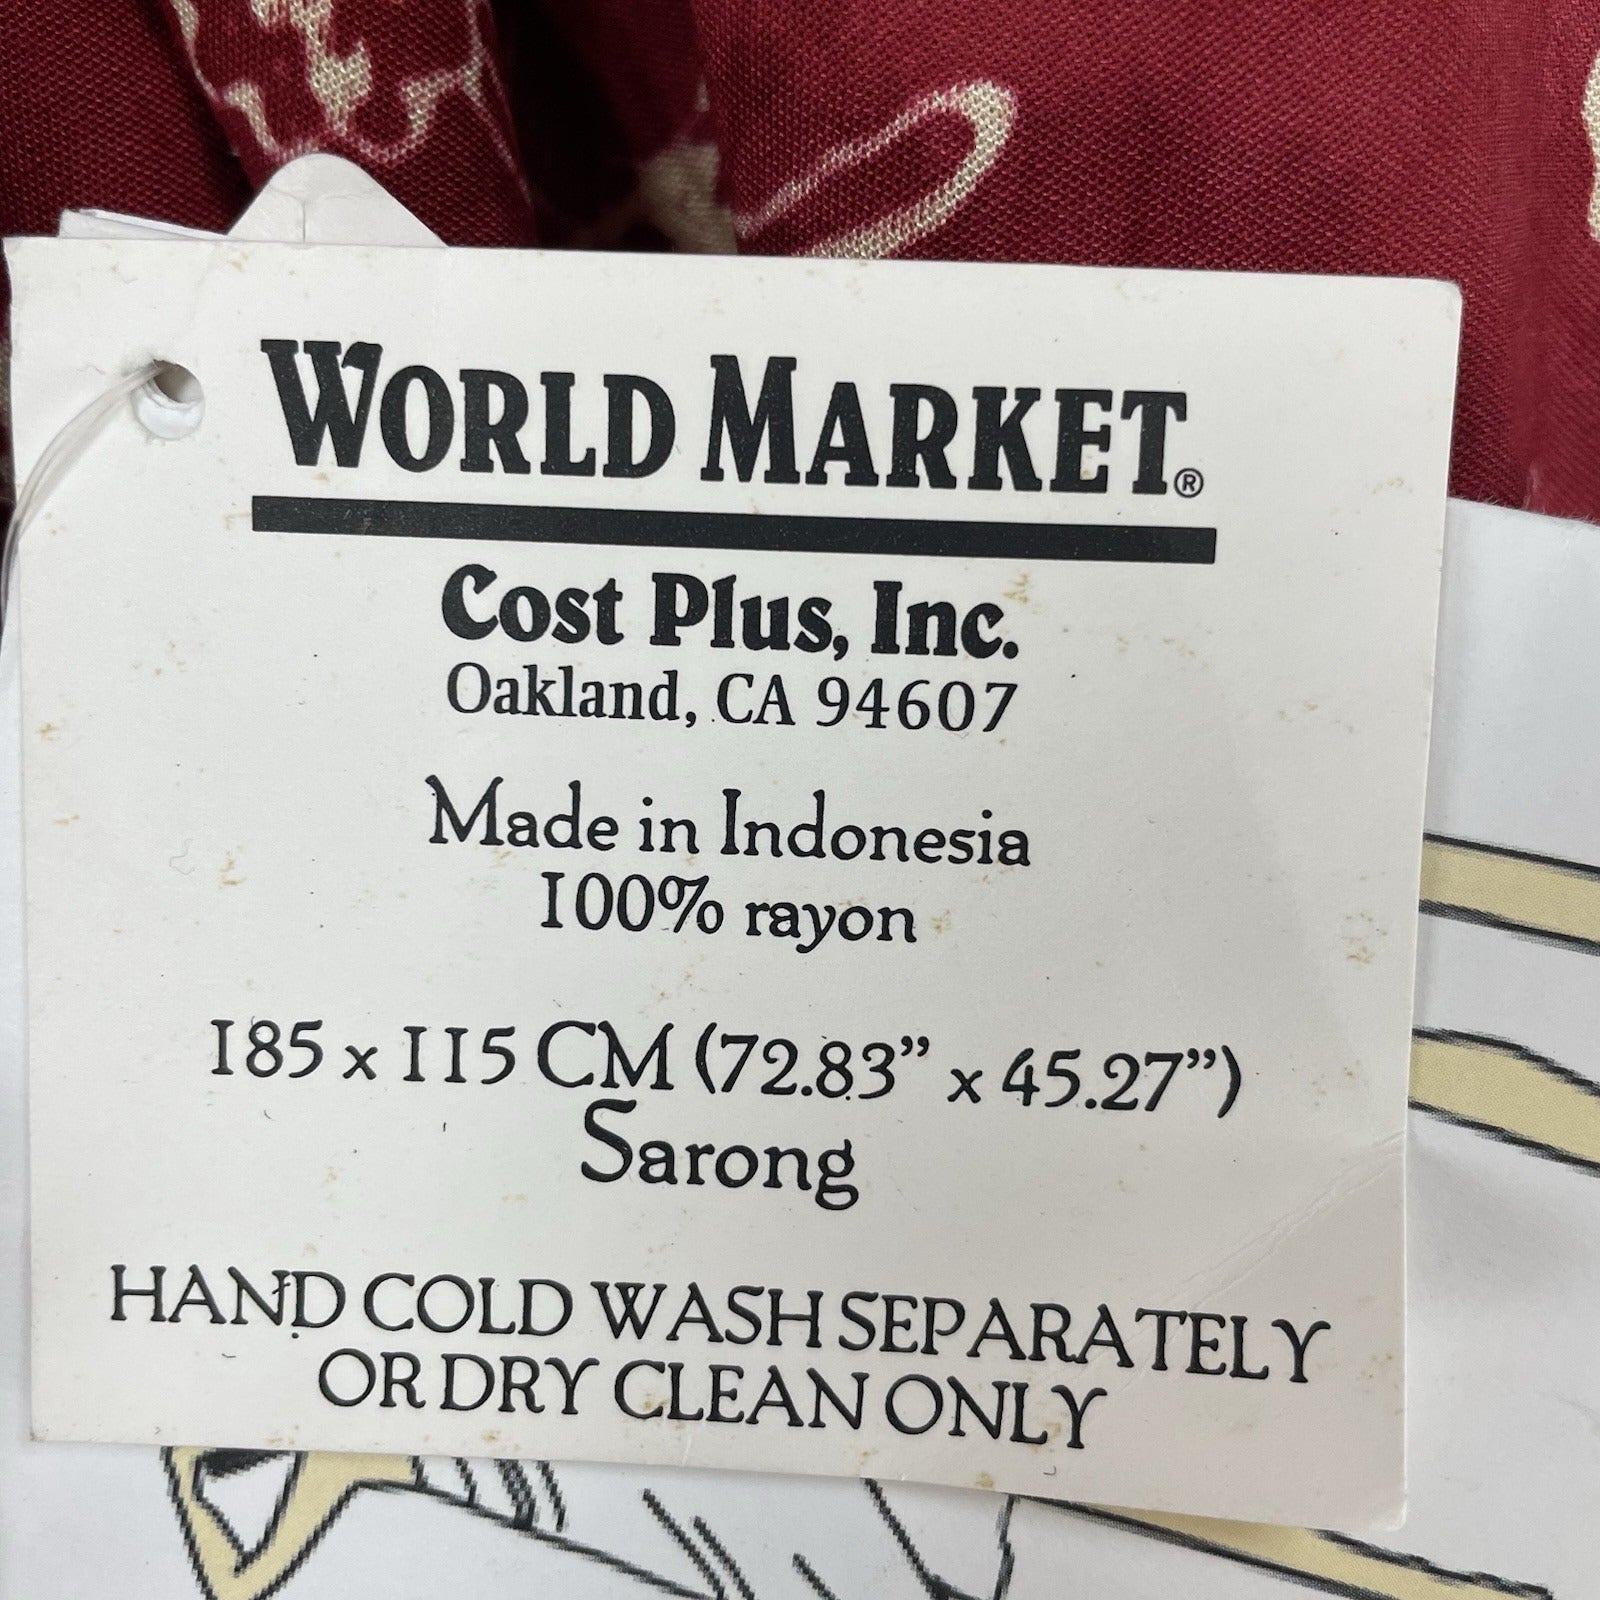 WORLD MARKET®
Cost Plus, Inc.
Oakland, CA 94607
Made in Indonesia
100% rayon
185 x 115 CM (72.83” x 45.27”)
Sarong
HAND COLD WASH SEPARATELY
OR DRY CLEAN ONLY